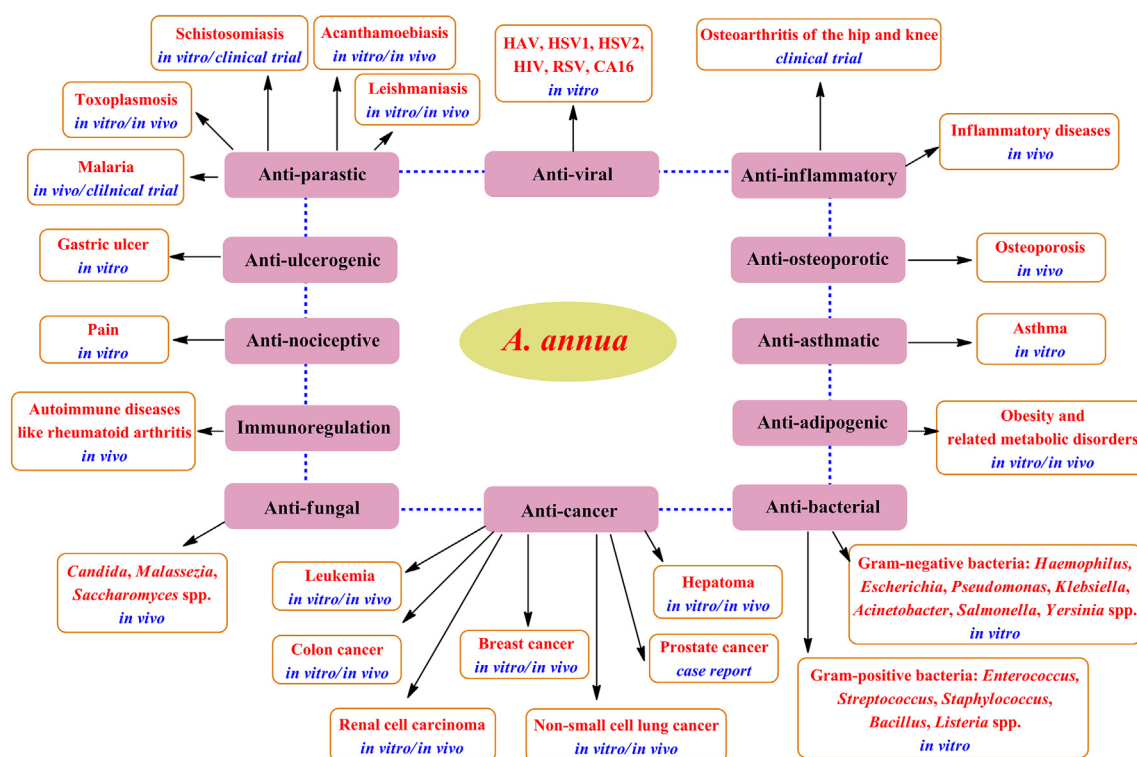 Schistosomiasis
in vitro/clinical trial
Acanthamoebiasis
in vitro/in vivo
HAV, HSV1, HSV2,
HIV, RSV, CA16
in vitro
Osteoarthritis of the hip and knee
clinical trial
Toxoplasmosis
in vitro/in vivo
Leishmaniasis
in vitro/in vivo
Inflammatory diseases
in vivo
Malaria
in vivo/clilnical trial
Anti-parastic
Anti-viral
Anti-inflammatory
Gastric ulcer
in vitro
Anti-ulcerogenic
Anti-osteoporotic
Osteoporosis
in vivo
Pain
in vitro
Anti-nociceptive
A. annua
Anti-asthmatic
Asthma
in vitro
Autoimmune diseases
like rheumatoid arthritis
in vivo
Immunoregulation
Anti-adipogenic
Obesity and
related metabolic disorders
in vitro/in vivo
Anti-fungal
Anti-cancer
Anti-bacterial
Candida, Malassezia,
Saccharomyces spp.
in vivo
Leukemia
in vitro/in vivo
Hepatoma
in vitro/in vivo
Gram-negative bacteria: Haemophilus,
Escherichia, Pseudomonas, Klebsiella,
Acinetobacter, Salmonella, Yersinia spp.
in vitro
Colon cancer
in vitro/in vivo
Breast cancer
in vitro/in vivo
Prostate cancer
case report
Gram-positive bacteria: Enterococcus,
Streptococcus, Staphylococcus,
Bacillus, Listeria spp.
in vitro
Renal cell carcinoma
in vitro/in vivo
Non-small cell lung cancer
in vitro/in vivo